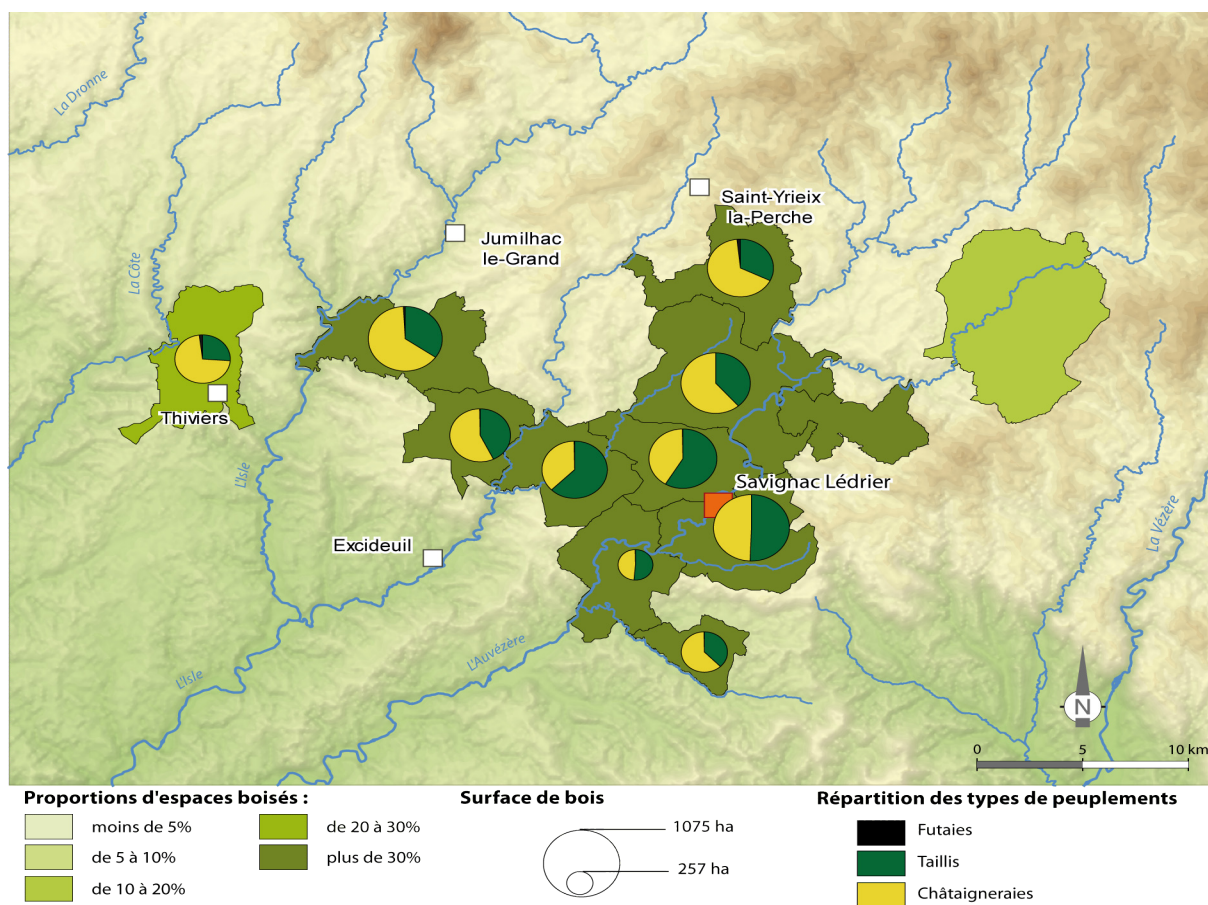 La Dronne
Saint-Yrieix
la-Perche
Jumilhac
le-Grand
La Côte
Thiviers
L'Isle
Savignac Lédrier
Excideuil
La Vézère
L'Auvézère
L'Isle
N
0 5 10 km
Proportions d'espaces boisés :
moins de 5%
de 5 à 10%
de 10 à 20%
de 20 à 30%
plus de 30%
Surface de bois
1075 ha
257 ha
Répartition des types de peuplements
Futaies
Taillis
Châtaigneraies